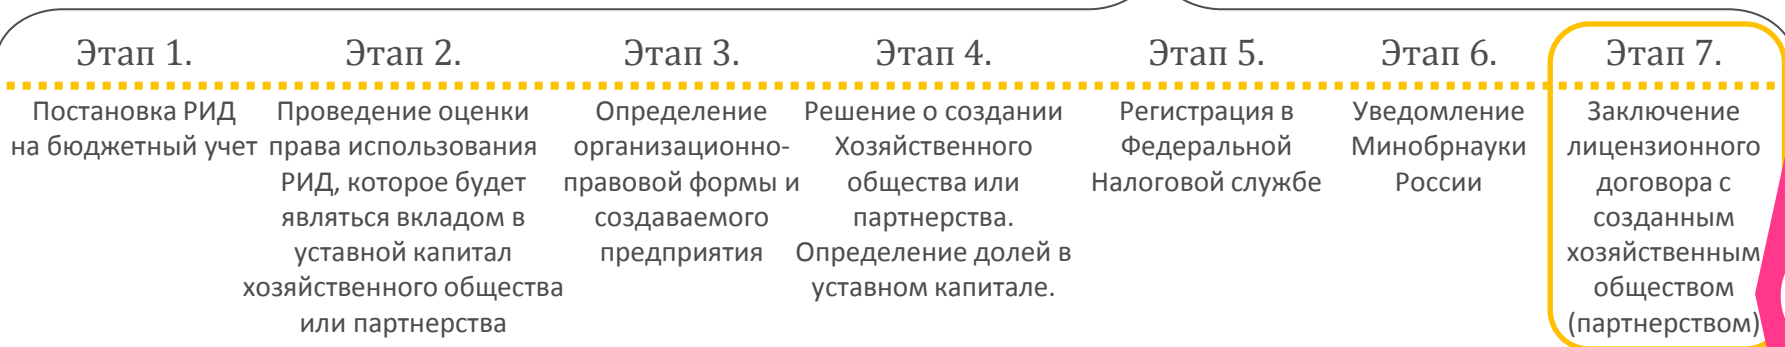 Этап 1.
Постановка РИД
на бюджетный учет
Этап 2.
Проведение оценки
права использования
РИД, которое будет
являться вкладом в
уставной капитал
хозяйственного общества
или партнерства
Этап 3.
Определение
организационно-
правовой формы и
создаваемого
предприятия
Этап 4.
Решение о создании
Хозяйственного
общества или
партнерства.
Определение долей в
уставном капитале.
Этап 5.
Регистрация в
Федеральной
Налоговой службе
Этап 6.
Уведомление
Минобрнауки
России
Этап 7.
Заключение
лицензионного
договора с
созданным
хозяйственным
обществом
(партнерством)